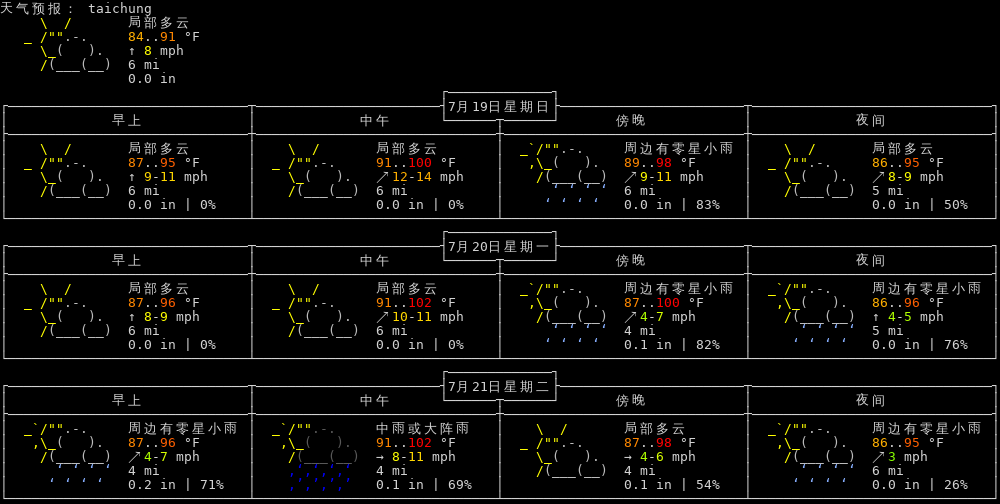 天气预报： taichung
局部多云
84..91 °F
↑ 8 mph
6 mi
0.0 in
7月19日星期日
早上 中午 傍晚 夜间
局部多云 局部多云 周边有零星小雨 局部多云
87..95 °F 91..100 °F 89..98 °F 86..95 °F
↑ 9-11 mph ↗ 12-14 mph ↗ 9-11 mph ↗ 8-9 mph
6 mi 6 mi 6 mi 5 mi
0.0 in | 0% 0.0 in | 0% 0.0 in | 83% 0.0 in | 50%
7月20日星期一
早上 中午 傍晚 夜间
局部多云 局部多云 周边有零星小雨 周边有零星小雨
87..96 °F 91..102 °F 87..100 °F 86..96 °F
↑ 8-9 mph ↗ 10-11 mph ↗ 4-7 mph ↑ 4-5 mph
6 mi 6 mi 4 mi 5 mi
0.0 in | 0% 0.0 in | 0% 0.1 in | 82% 0.0 in | 76%
7月21日星期二
早上 中午 傍晚 夜间
周边有零星小雨 中雨或大阵雨 局部多云 周边有零星小雨
87..96 °F 91..102 °F 87..98 °F 86..95 °F
↗ 4-7 mph → 8-11 mph → 4-6 mph ↗ 3 mph
4 mi 4 mi 4 mi 6 mi
0.2 in | 71% 0.1 in | 69% 0.1 in | 54% 0.0 in | 26%